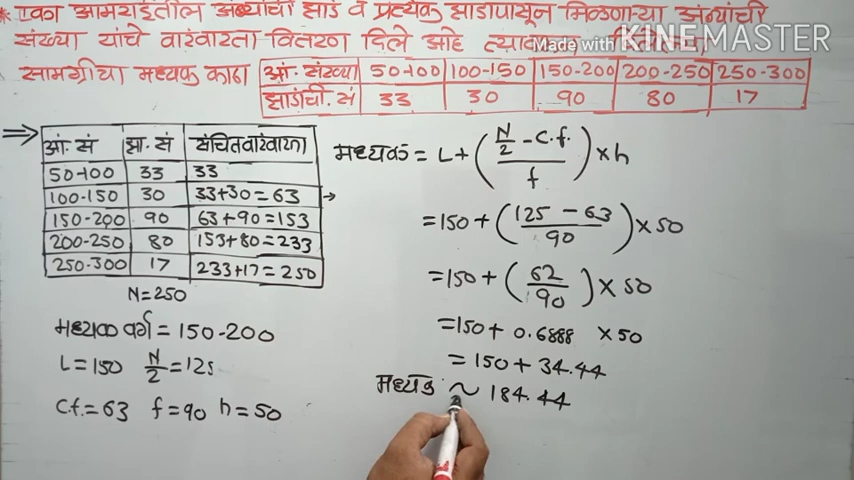 * एका आमराईतील आंब्यांची झाडे व प्रत्येक झाडापासून मिळणाऱ्या आंब्यांची
संख्या यांचे वारंवारता वितरण दिले आहे त्यावरून
Made with KINEMASTER
सामग्रीचा मध्यक काढा
आं. संख्या 50-100 100-150 150-200 200-250 250-300
झाडांची. सं 33 30 90 80 17
आं. सं झा. सं संचित वारंवारता
50-100 33 33
100-150 30 33+30=63 →
150-200 90 63+90=153
200-250 80 153+80=233
250-300 17 233+17=250
N=250
मध्यक वर्ग = 150-200
L=150 N/2=125
C.f.=63 f=90 h=50
मध्यक = L+(N/2-C.f./f)×h
=150+(125-63/90)×50
=150+(62/90)×50
=150+0.6888 ×50
=150+34.44
मध्यक ~ 184.44